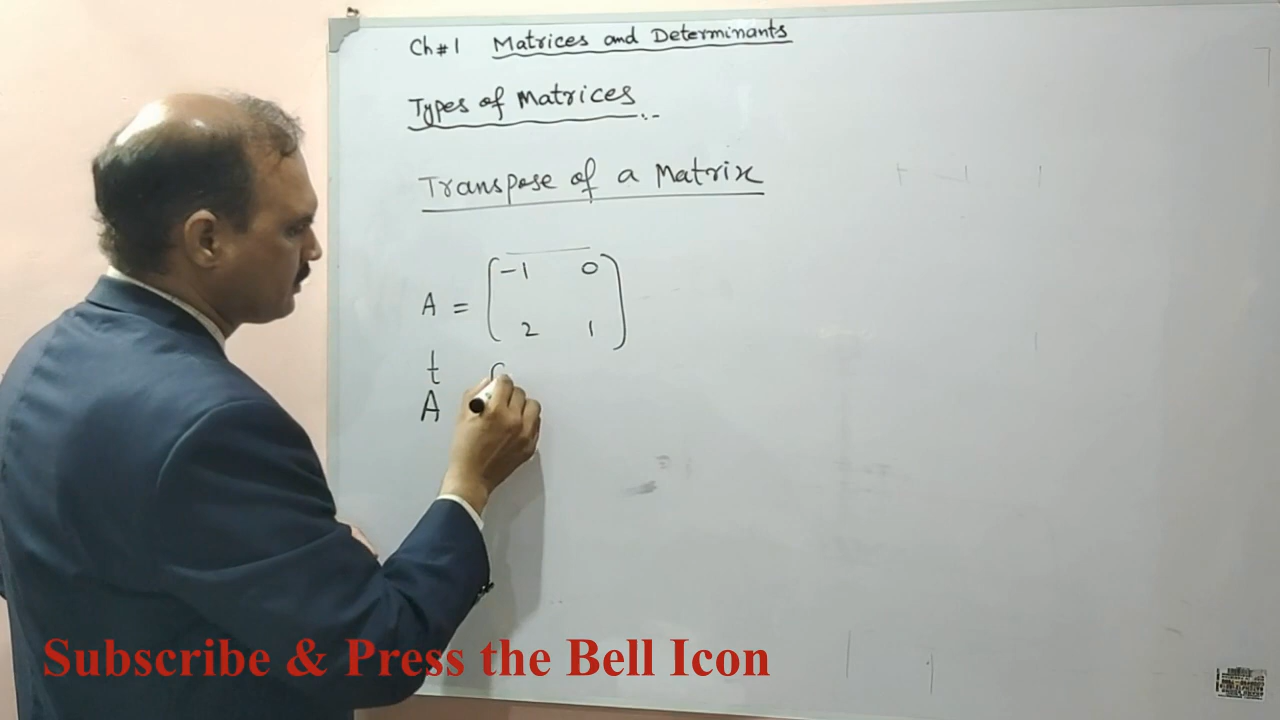 Ch#1 Matrices and Determinants
Types of Matrices:-
Transpose of a Matrix
-1 0
A =
2 1
t
A
Subscribe & Press the Bell Icon